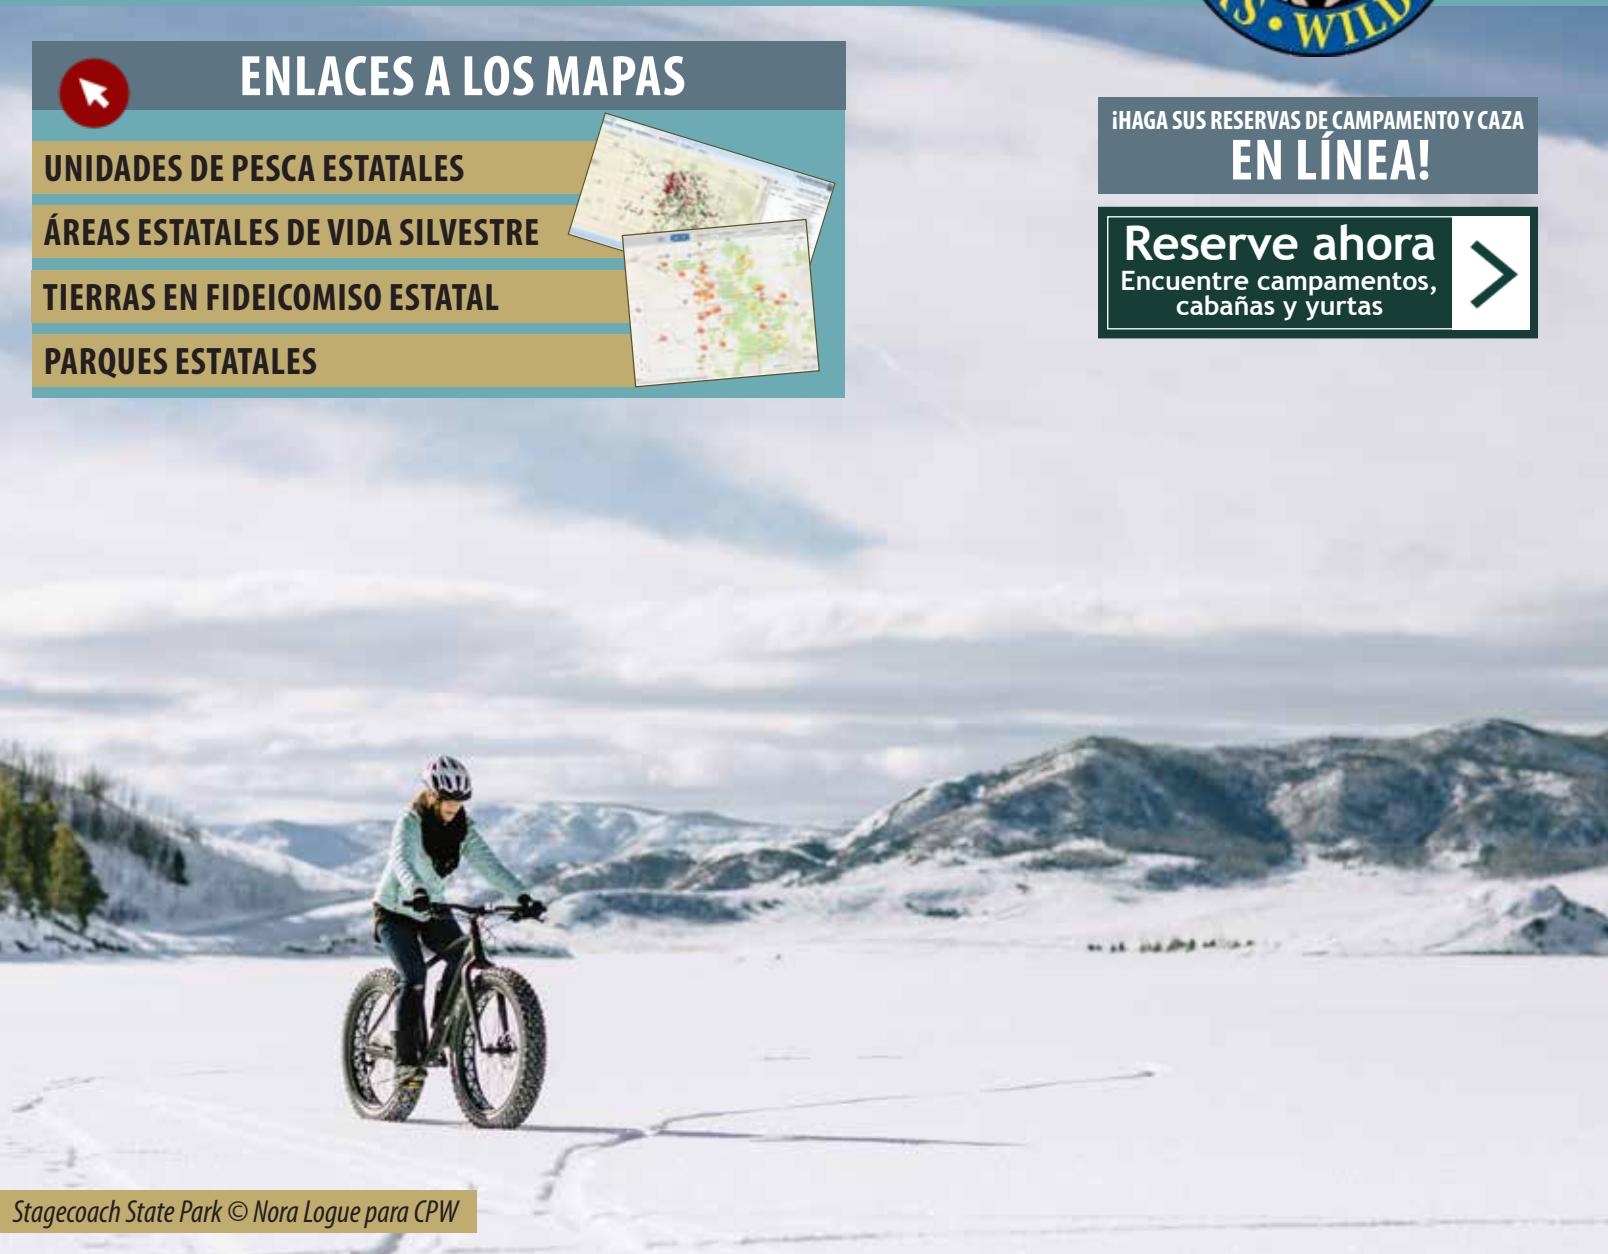 S • WILD
ENLACES A LOS MAPAS
UNIDADES DE PESCA ESTATALES
ÁREAS ESTATALES DE VIDA SILVESTRE
TIERRAS EN FIDEICOMISO ESTATAL
PARQUES ESTATALES
¡HAGA SUS RESERVAS DE CAMPAMENTO Y CAZA
EN LÍNEA!
Reserve ahora
Encuentre campamentos,
cabañas y yurtas
Stagecoach State Park © Nora Logue para CPW